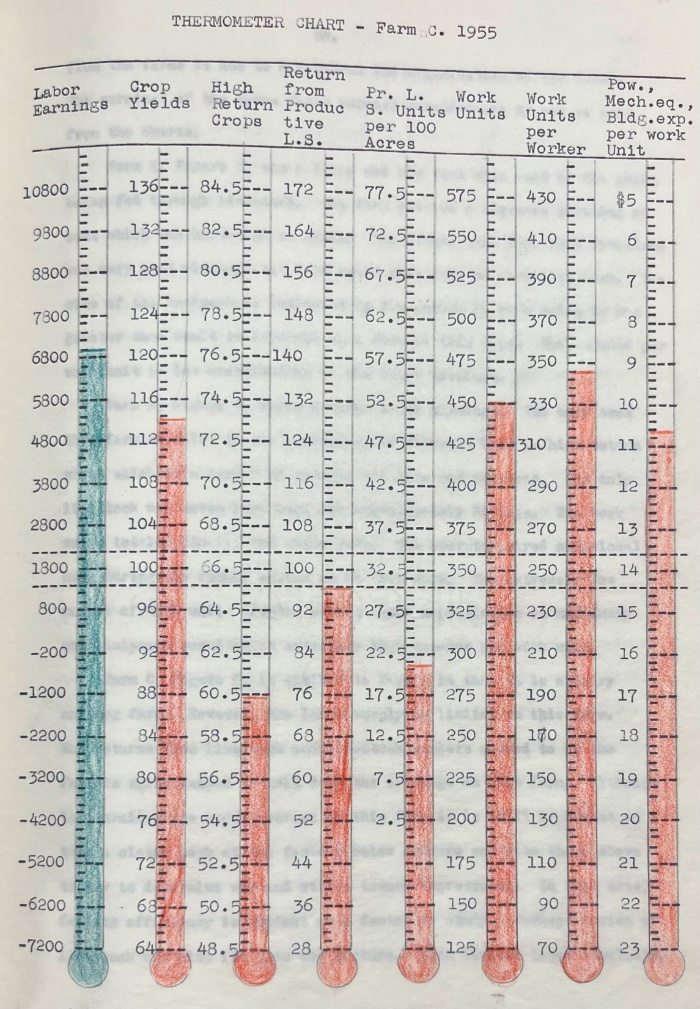 THERMOMETER CHART - Farm C. 1955
Labor Earnings Crop Yields High Return Crops Return from Produc tive L.S. Pr. L. S. Units per 100 Acres Work Units Work Units per Worker Pow., Mech.eq., Bldg.exp. per work Unit
10800 136 84.5 172 77.5 575 430 $5
9800 132 82.5 164 72.5 550 410 6
8800 128 80.5 156 67.5 525 390 7
7800 124 78.5 148 62.5 500 370 8
6800 120 76.5 140 57.5 475 350 9
5800 116 74.5 132 52.5 450 330 10
4800 112 72.5 124 47.5 425 310 11
3800 108 70.5 116 42.5 400 290 12
2800 104 68.5 108 37.5 375 270 13
1800 100 66.5 100 32.5 350 250 14
800 96 64.5 92 27.5 325 230 15
-200 92 62.5 84 22.5 300 210 16
-1200 88 60.5 76 17.5 275 190 17
-2200 84 58.5 68 12.5 250 170 18
-3200 80 56.5 60 7.5 225 150 19
-4200 76 54.5 52 2.5 200 130 20
-5200 72 52.5 44 175 110 21
-6200 68 50.5 36 150 90 22
-7200 64 48.5 28 125 70 23